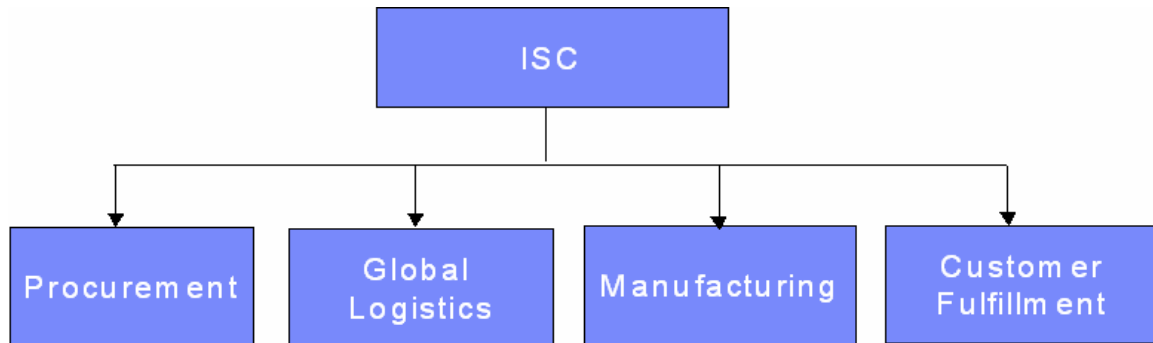 ISC
Procurement
Global
Logistics
Manufacturing
Customer
Fulfillment